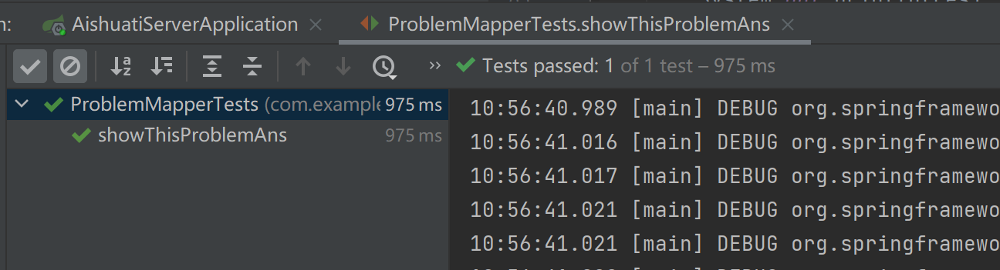 n: AishuatiServerApplication × ProblemMapperTests.showThisProblemAns ×
Tests passed: 1 of 1 test – 975 ms
ProblemMapperTests (com.example 975 ms
showThisProblemAns 975 ms
10:56:40.989 [main] DEBUG org.springframewo
10:56:41.016 [main] DEBUG org.springframewo
10:56:41.017 [main] DEBUG org.springframewo
10:56:41.021 [main] DEBUG org.springframewo
10:56:41.021 [main] DEBUG org.springframewo